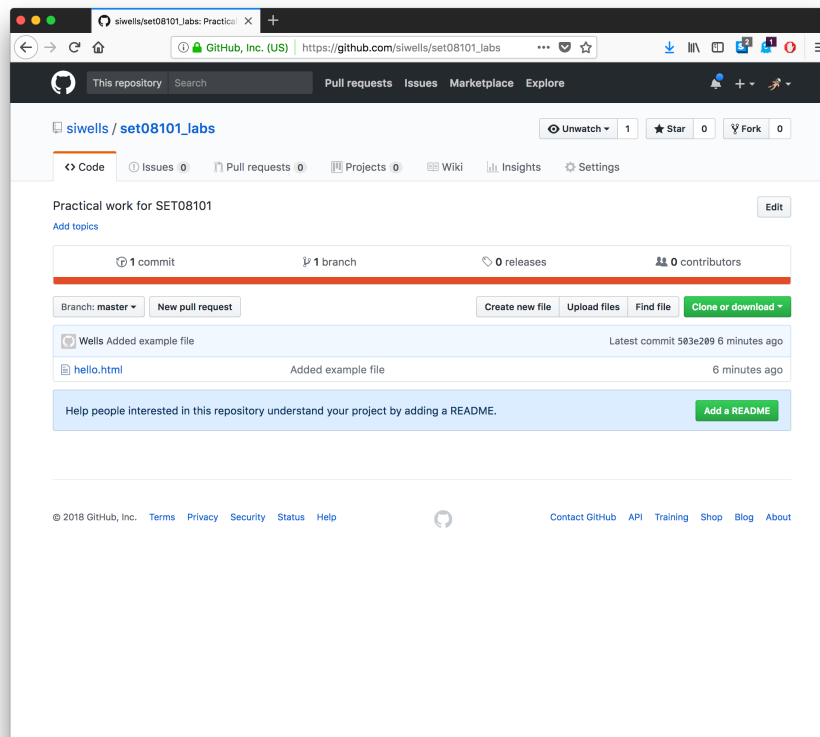 siwells/set08101_labs: Practical
GitHub, Inc. (US) https://github.com/siwells/set08101_labs 2 1
This repository Search Pull requests Issues Marketplace Explore
siwells / set08101_labs Unwatch 1 Star 0 Fork 0
Code Issues 0 Pull requests 0 Projects 0 Wiki Insights Settings
Practical work for SET08101 Edit
Add topics
1 commit 1 branch 0 releases 0 contributors
Branch: master New pull request Create new file Upload files Find file Clone or download
Wells Added example file Latest commit 503e209 6 minutes ago
hello.html Added example file 6 minutes ago
Help people interested in this repository understand your project by adding a README. Add a README
© 2018 GitHub, Inc. Terms Privacy Security Status Help Contact GitHub API Training Shop Blog About